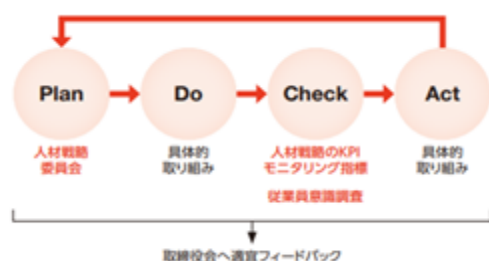 Plan
Do
Check
Act
人材戦略
委員会
具体的
取り組み
人材戦略のKPI
モニタリング指標
従業員意識調査
具体的
取り組み
取締役会へ適宜フィードバック